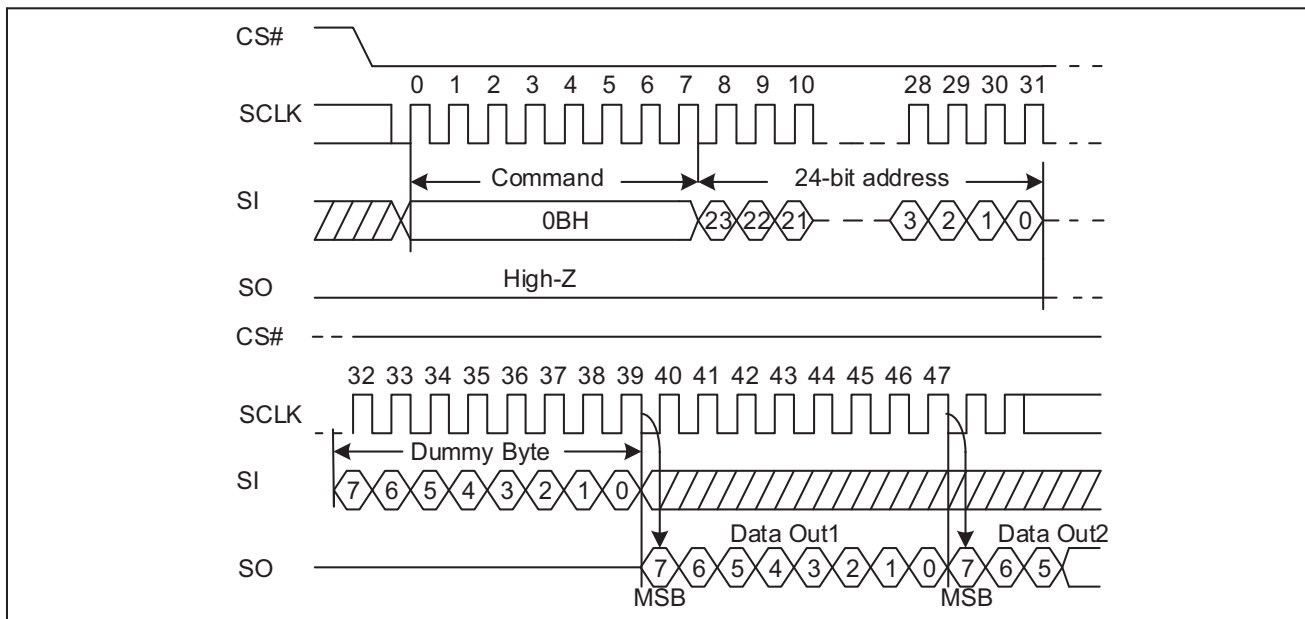 CS#
0 1 2 3 4 5 6 7 8 9 10 28 29 30 31
SCLK
Command 24-bit address
SI
0BH 23 22 21 3 2 1 0
High-Z
SO
CS#
32 33 34 35 36 37 38 39 40 41 42 43 44 45 46 47
SCLK
Dummy Byte
SI
7 6 5 4 3 2 1 0
Data Out1 Data Out2
SO
7 6 5 4 3 2 1 0 7 6 5
MSB MSB